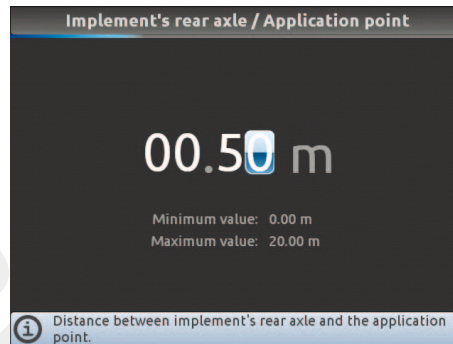 Implement's rear axle / Application point
00.50 m
Minimum value: 0.00 m
Maximum value: 20.00 m
Distance between implement's rear axle and the application
point.